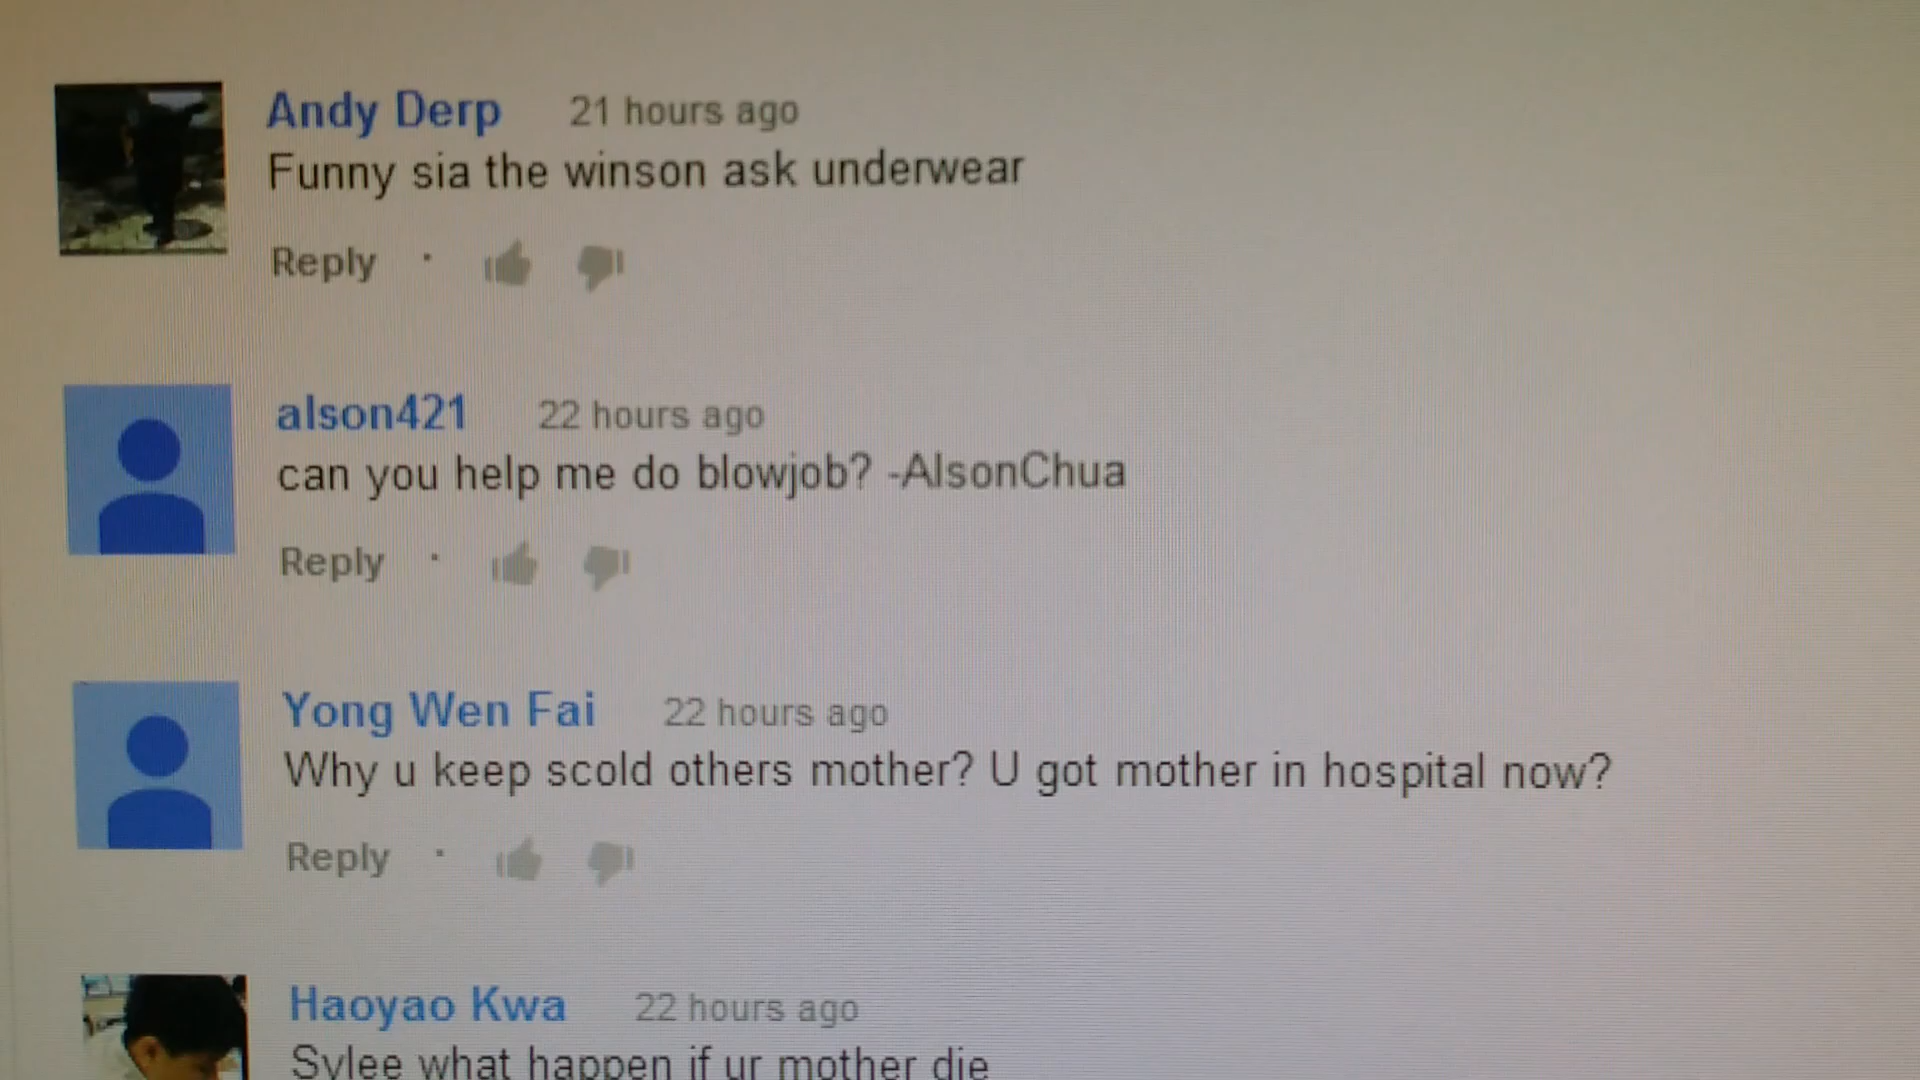 Andy Derp 21 hours ago
Funny sia the winson ask underwear
Reply ·
alson421 22 hours ago
can you help me do blowjob? -AlsonChua
Reply ·
Yong Wen Fai 22 hours ago
Why u keep scold others mother? U got mother in hospital now?
Reply ·
Haoyao Kwa 22 hours ago
Sylee what happen if ur mother die